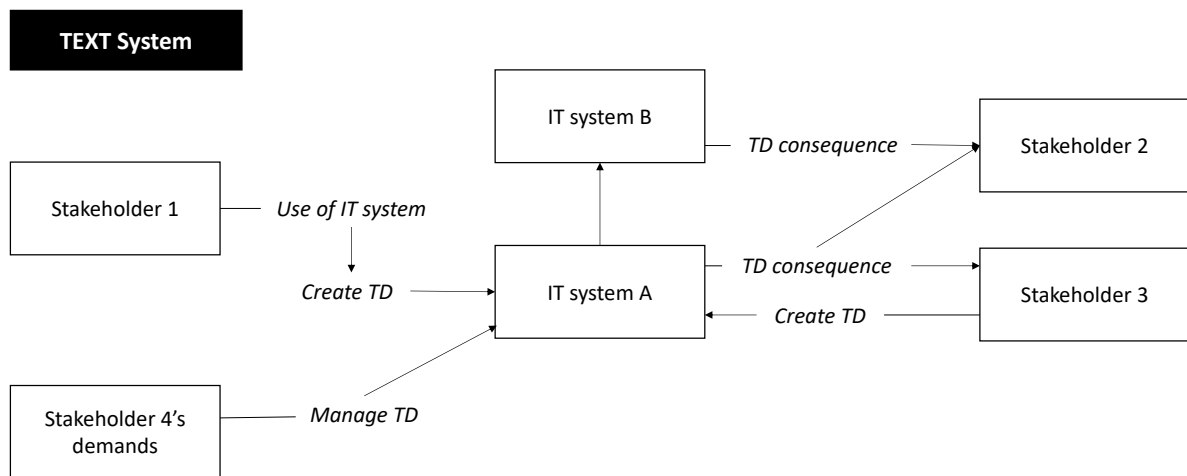 TEXT System
IT system B
TD consequence
Stakeholder 2
Stakeholder 1
Use of IT system
Create TD
IT system A
TD consequence
Stakeholder 3
Create TD
Stakeholder 4’s
demands
Manage TD